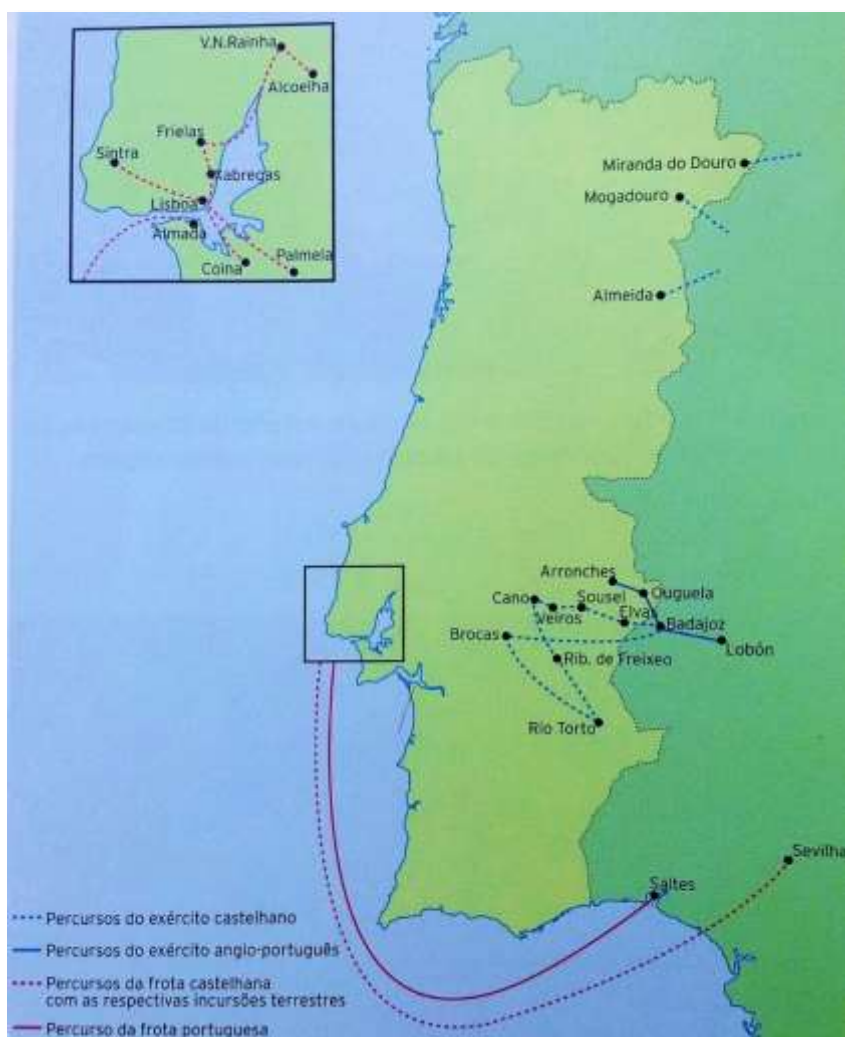 V.N.Rainha
Alcoelha
Frielas
Sintra
Xabregas
Lisboa
Almada
Coina
Palmela
Miranda do Douro
Mogadouro
Almeida
Arronches
Ouguela
Cano
Sousel
Veiros
Elvas
Badajoz
Brocas
Lobón
Rib. de Freixeo
Rio Torto
Sevilha
Saltes
Percursos do exército castelhano
Percursos do exército anglo-português
Percursos da frota castelhana
com as respectivas incursões terrestres
Percurso da frota portuguesa